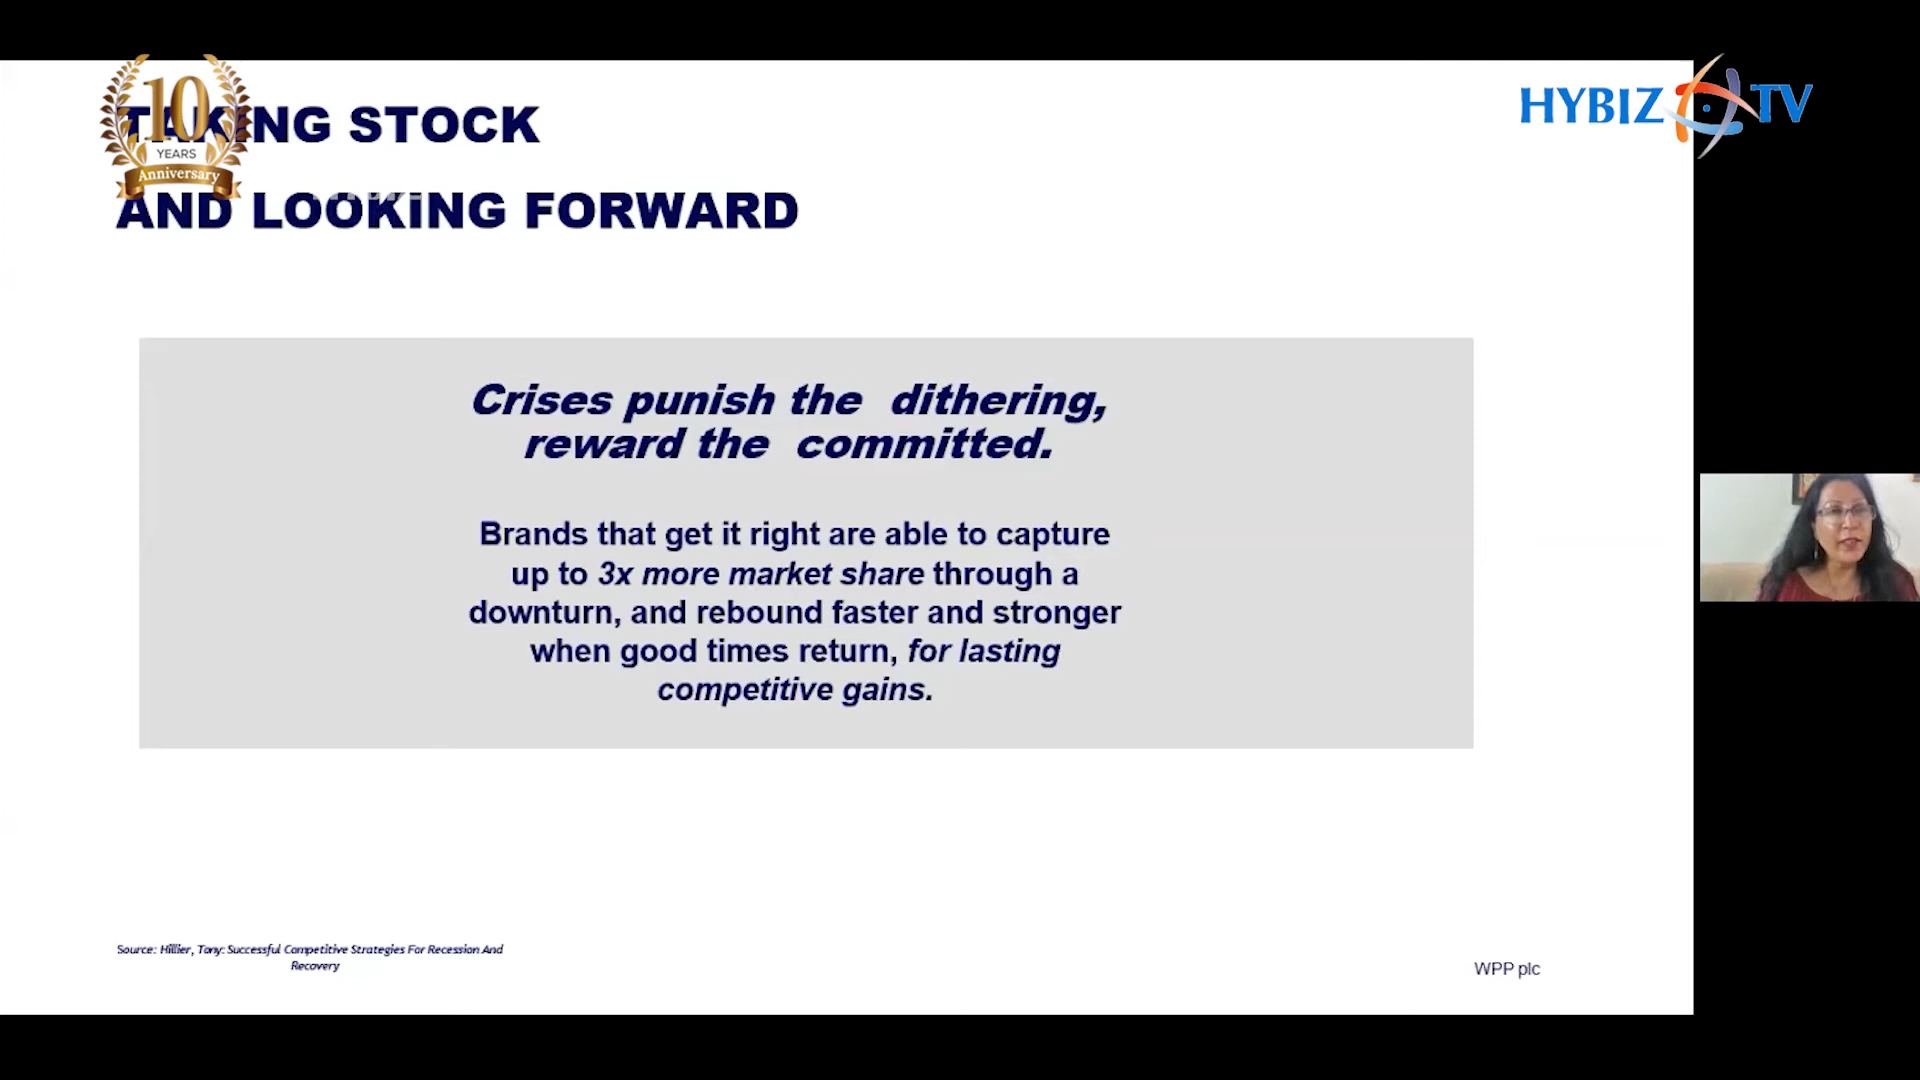 10
YEARS
Anniversary
TAKING STOCK
AND LOOKING FORWARD
HYBIZ TV
Crises punish the dithering,
reward the committed.
Brands that get it right are able to capture
up to 3x more market share through a
downturn, and rebound faster and stronger
when good times return, for lasting
competitive gains.
Source: Hillier, Tony: Successful Competitive Strategies For Recession And
Recovery
WPP plc